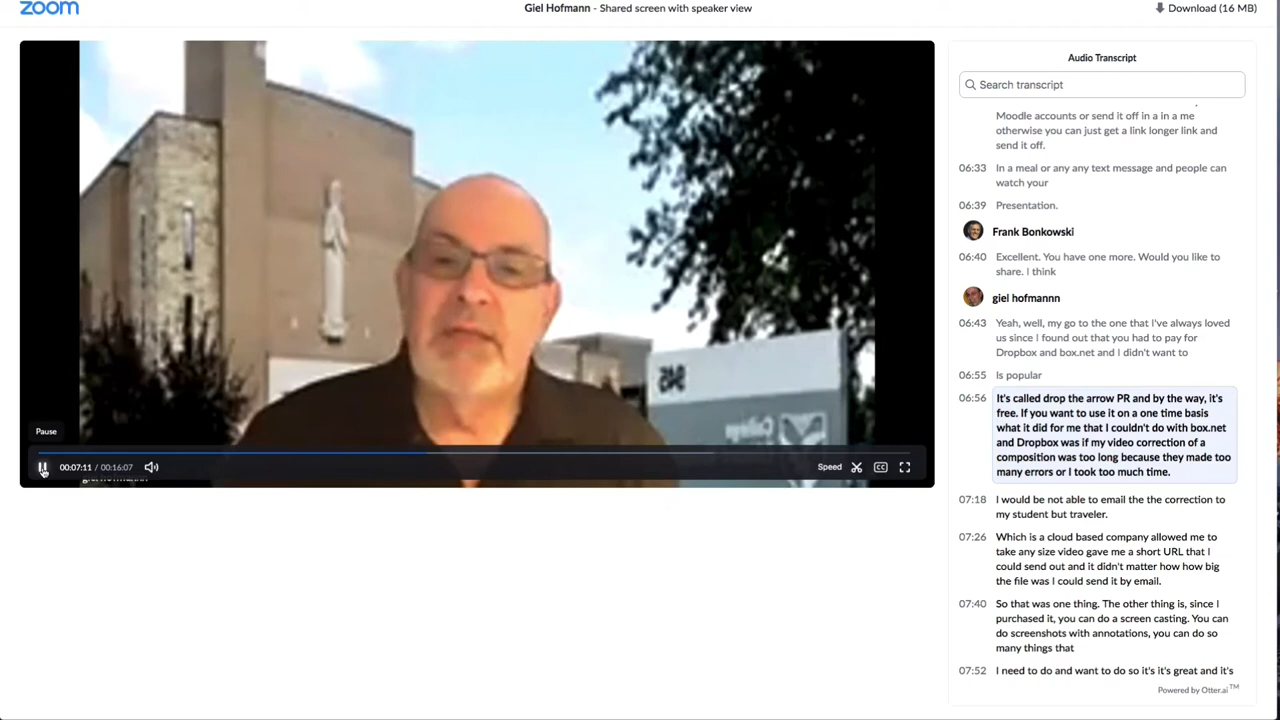 zoom
Giel Hofmann - Shared screen with speaker view
Download (16 MB)
Audio Transcript
Search transcript
Moodle accounts or send it off in a in a me
otherwise you can just get a link longer link and
send it off.
06:33 In a meal or any any text message and people can
watch your
06:39 Presentation.
Frank Bonkowski
06:40 Excellent. You have one more. Would you like to
share. I think
giel hofmannn
06:43 Yeah, well, my go to the one that I've always loved
us since I found out that you had to pay for
Dropbox and box.net and I didn't want to
06:55 Is popular
06:56 It's called drop the arrow PR and by the way, it's
free. If you want to use it on a one time basis
what it did for me that I couldn't do with box.net
and Dropbox was if my video correction of a
composition was too long because they made too
many errors or I took too much time.
07:18 I would be not able to email the the correction to
my student but traveler.
07:26 Which is a cloud based company allowed me to
take any size video gave me a short URL that I
could send out and it didn't matter how how big
the file was I could send it by email.
07:40 So that was one thing. The other thing is, since I
purchased it, you can do a screen casting. You can
do screenshots with annotations, you can do so
many things that
07:52 I need to do and want to do so it's it's great and it's
Powered by Otter.ai™
945
College
Pause
00:07:11 / 00:16:07
Speed
CC
giel hofmannn